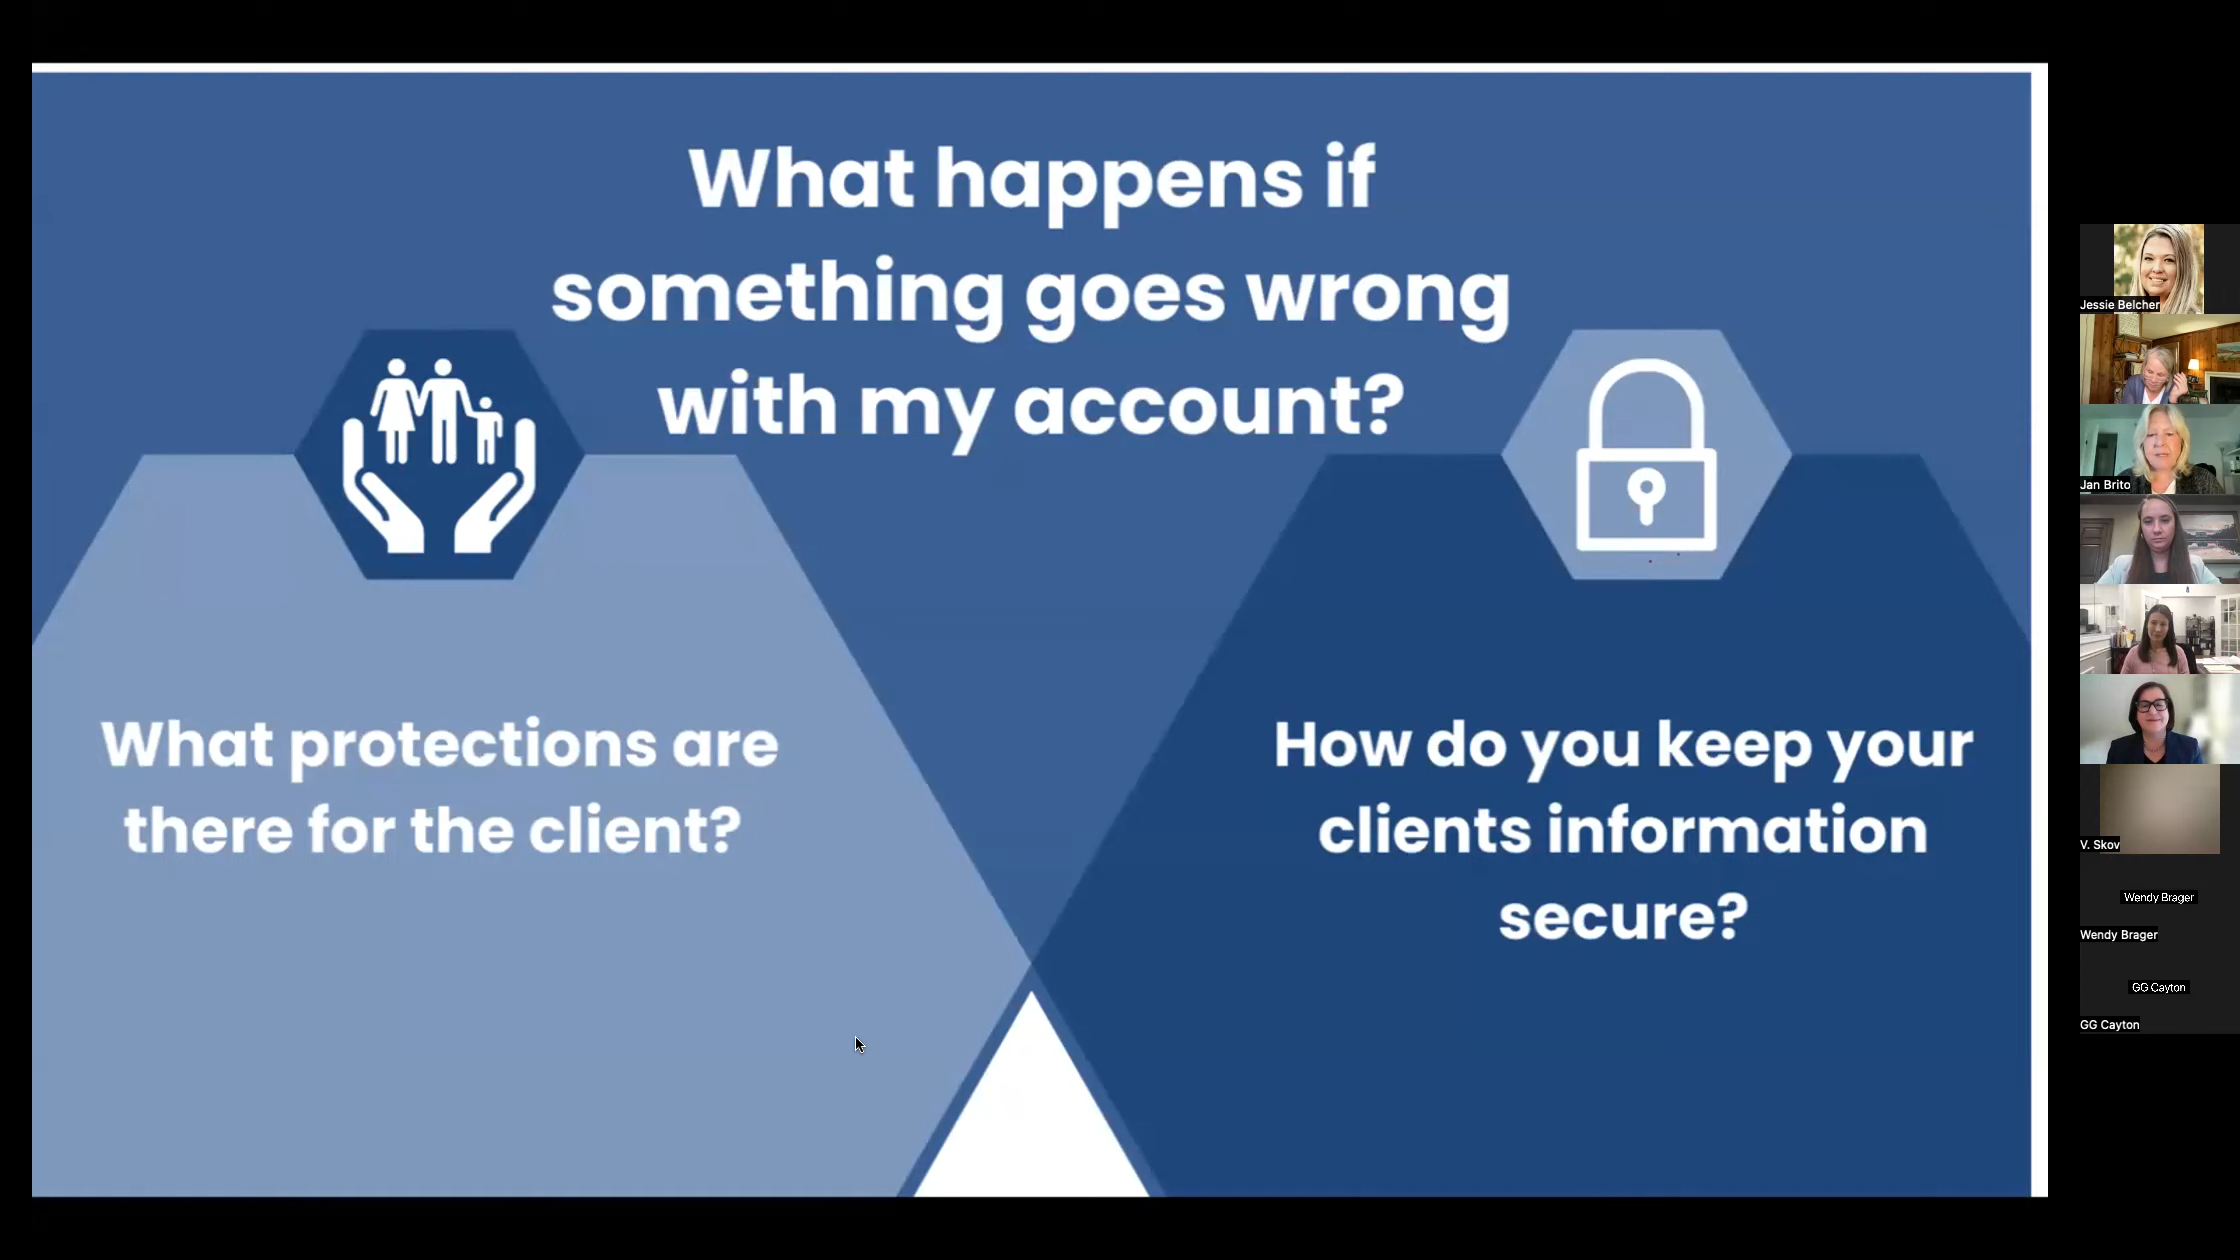 What happens if
something goes wrong
with my account?
What protections are
there for the client?
How do you keep your
clients information
secure?
Jessie Belcher
Jan Brito
V. Skov
Wendy Brager
Wendy Brager
GG Cayton
GG Cayton